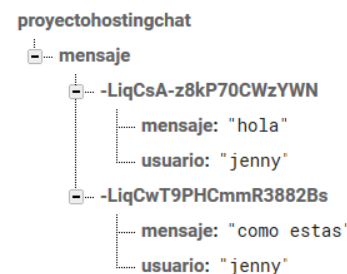 proyectohostingchat
mensaje
-LiqCsA-z8kP70CWzYWN
mensaje: "hola"
usuario: "jenny"
-LiqCwT9PHCmmR3882Bs
mensaje: "como estas"
usuario: "jenny"